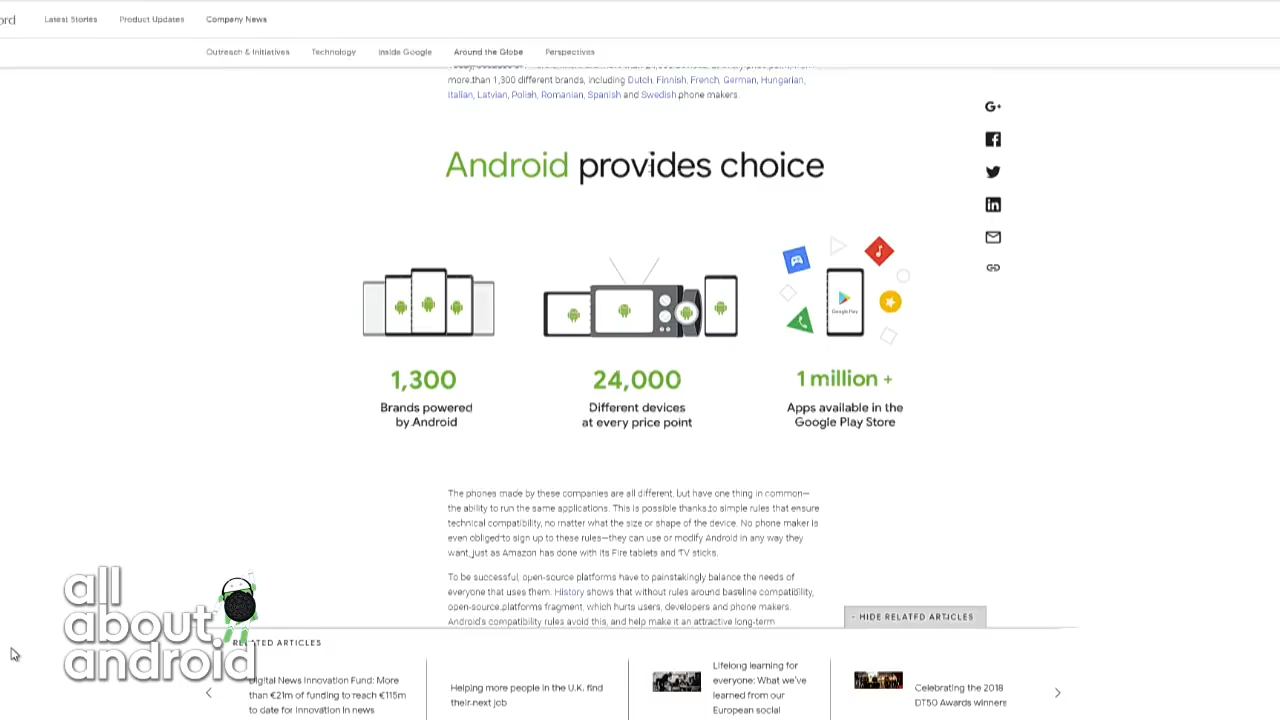 ord
Latest Stories
Product Updates
Company News
Outreach & Initiatives
Technology
Inside Google
Around the Globe
Perspectives
more than 1,300 different brands, including Dutch, Finnish, French, German, Hungarian,
Italian, Latvian, Polish, Romanian, Spanish and Swedish phone makers.
G+
Android provides choice
Google Play
1,300
Brands powered
by Android
24,000
Different devices
at every price point
1 million +
Apps available in the
Google Play Store
The phones made by these companies are all different, but have one thing in common—
the ability to run the same applications. This is possible thanks to simple rules that ensure
technical compatibility, no matter what the size or shape of the device. No phone maker is
even obliged to sign up to these rules—they can use or modify Android in any way they
want, just as Amazon has done with its Fire tablets and TV sticks.
To be successful, open-source platforms have to painstakingly balance the needs of
everyone that uses them. History shows that without rules around baseline compatibility,
open-source platforms fragment, which hurts users, developers and phone makers.
Android's compatibility rules avoid this, and help make it an attractive long-term
- HIDE RELATED ARTICLES
all
about
android
RELATED ARTICLES
Digital News Innovation Fund: More
than €21m of funding to reach €115m
to date for innovation in news
Helping more people in the U.K. find
their next job
Lifelong learning for
everyone: What we've
learned from our
European social
Celebrating the 2018
DT50 Awards winners